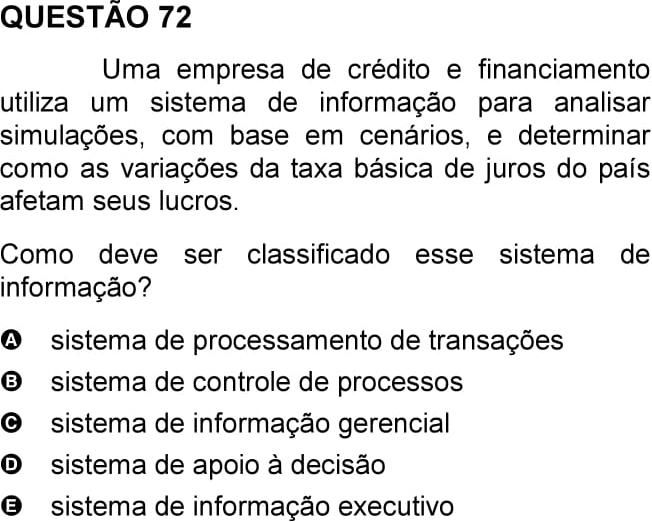 QUESTÃO 72
Uma empresa de crédito e financiamento
utiliza um sistema de informação para analisar
simulações, com base em cenários, e determinar
como as variações da taxa básica de juros do país
afetam seus lucros.
Como deve ser classificado esse sistema de
informação?
A sistema de processamento de transações
B sistema de controle de processos
C sistema de informação gerencial
D sistema de apoio à decisão
E sistema de informação executivo